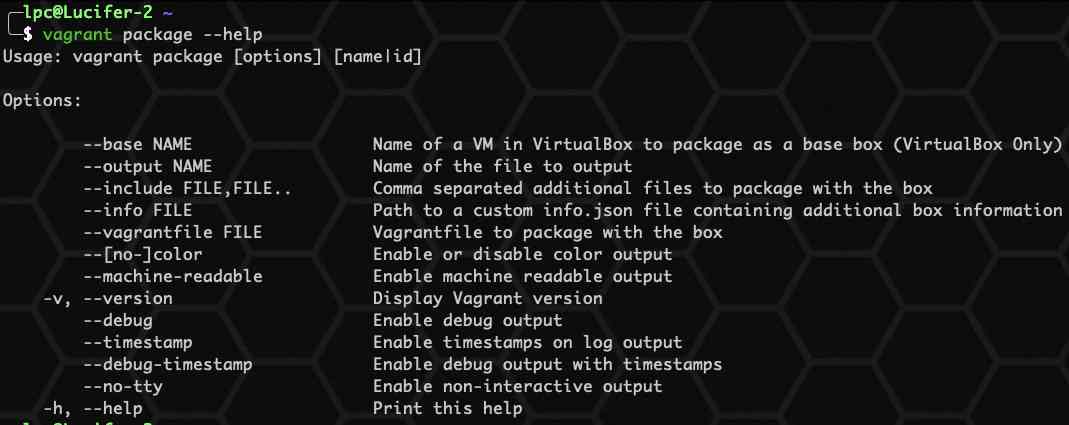 lpc@Lucifer-2 ~
$ vagrant package --help
Usage: vagrant package [options] [name|id]
Options:
--base NAME Name of a VM in VirtualBox to package as a base box (VirtualBox Only)
--output NAME Name of the file to output
--include FILE,FILE.. Comma separated additional files to package with the box
--info FILE Path to a custom info.json file containing additional box information
--vagrantfile FILE Vagrantfile to package with the box
--[no-]color Enable or disable color output
--machine-readable Enable machine readable output
-v, --version Display Vagrant version
--debug Enable debug output
--timestamp Enable timestamps on log output
--debug-timestamp Enable debug output with timestamps
--no-tty Enable non-interactive output
-h, --help Print this help